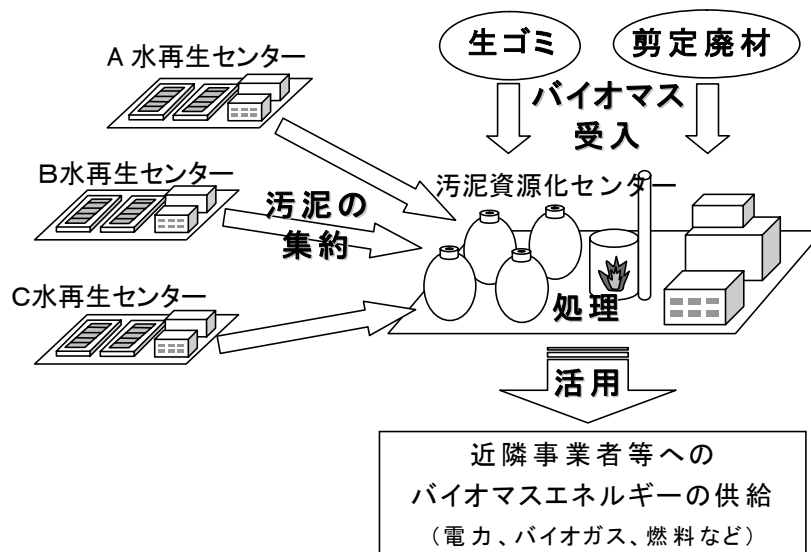 生ゴミ
剪定廃材
A 水再生センター
バイオマス
受入
B水再生センター
汚泥資源化センター
汚泥の
集約
C水再生センター
処理
活用
近隣事業者等への
バイオマスエネルギーの供給
（電力、バイオガス、燃料など）